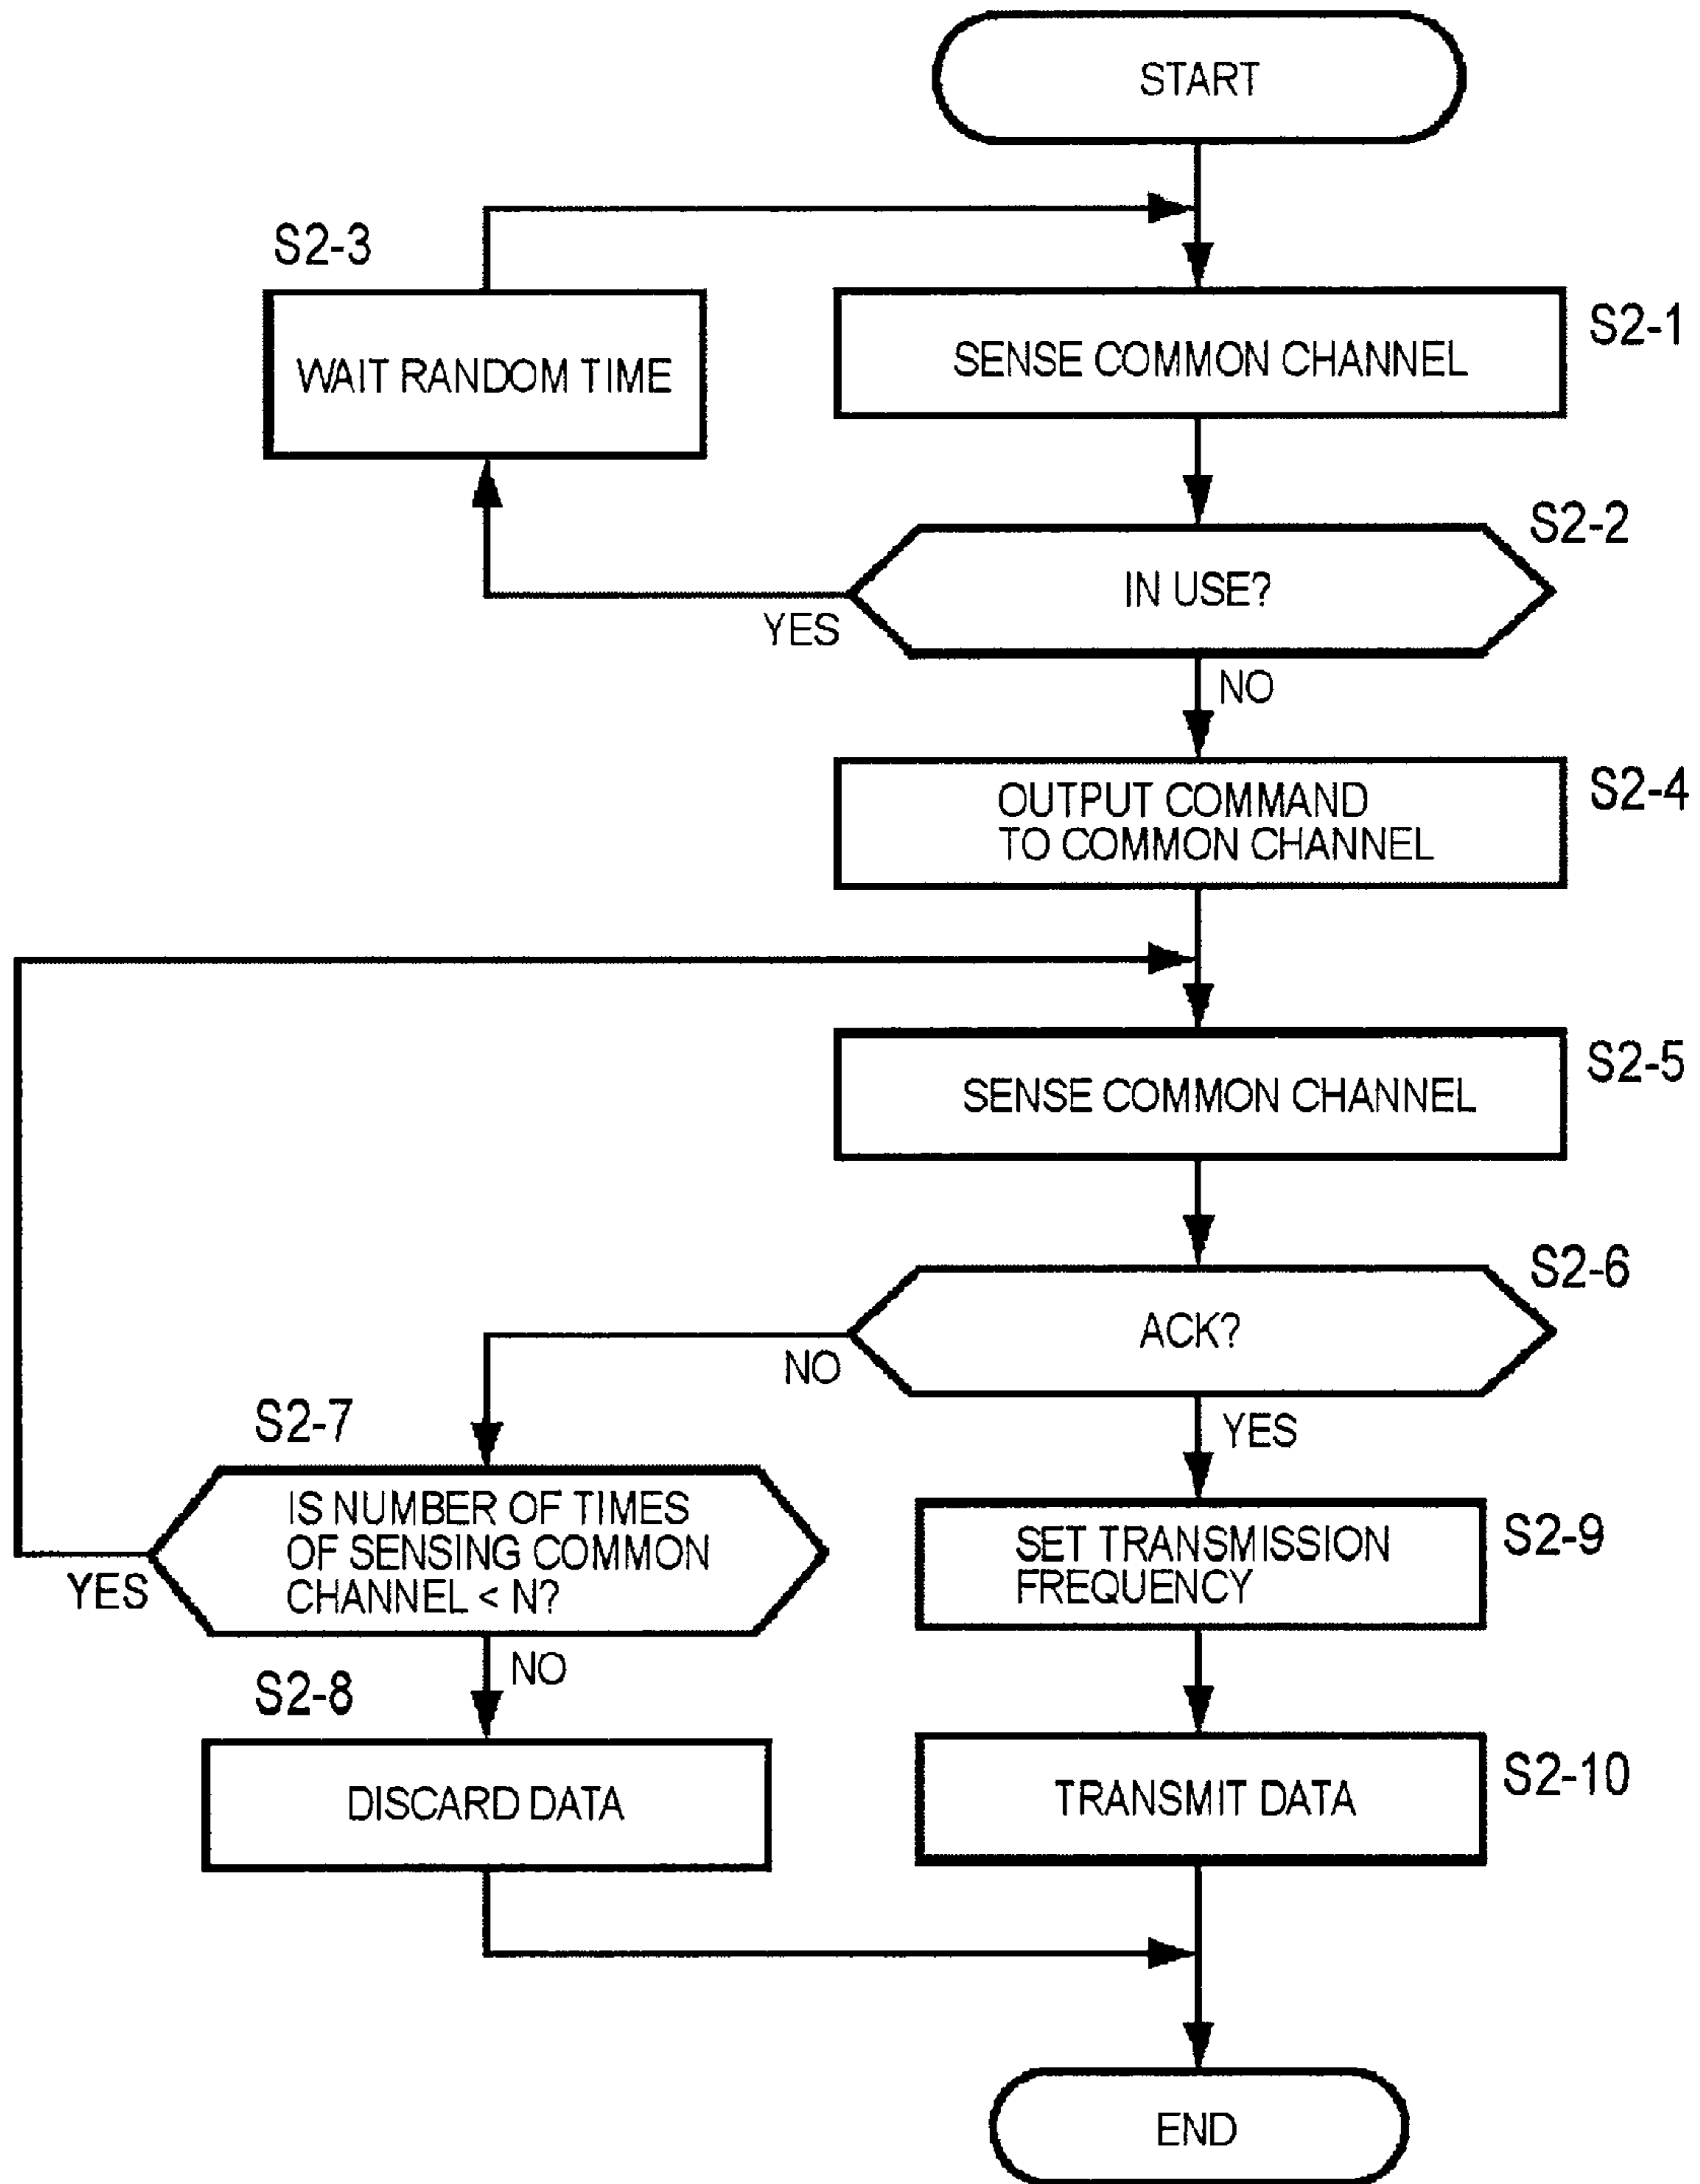 START
S2-3
WAIT RANDOM TIME
SENSE COMMON CHANNEL
S2-1
S2-2
IN USE?
YES
NO
OUTPUT COMMAND
TO COMMON CHANNEL
S2-4
SENSE COMMON CHANNEL
S2-5
S2-6
ACK?
NO
YES
S2-7
IS NUMBER OF TIMES
OF SENSING COMMON
CHANNEL < N?
YES
NO
SET TRANSMISSION
FREQUENCY
S2-9
S2-8
DISCARD DATA
TRANSMIT DATA
S2-10
END